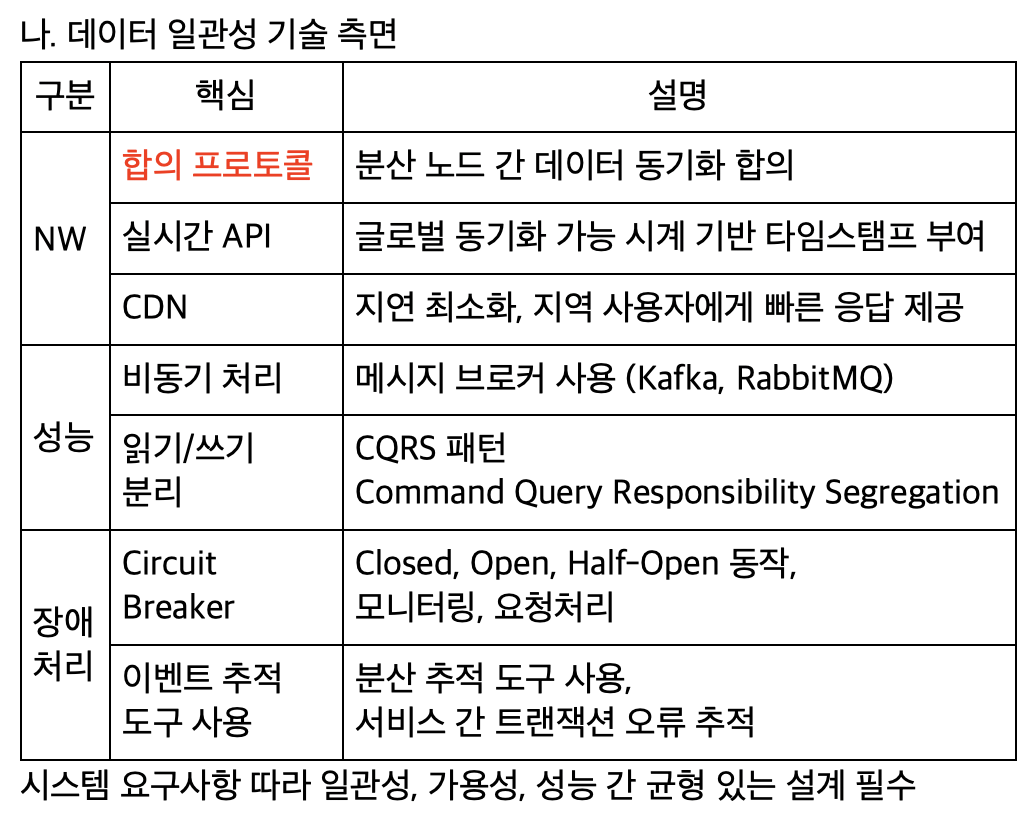 나. 데이터 일관성 기술 측면
구분 핵심 설명
NW
합의 프로토콜 분산 노드 간 데이터 동기화 합의
실시간 API 글로벌 동기화 가능 시계 기반 타임스탬프 부여
CDN 지연 최소화, 지역 사용자에게 빠른 응답 제공
성능
비동기 처리 메시지 브로커 사용 (Kafka, RabbitMQ)
읽기/쓰기
분리
CQRS 패턴
Command Query Responsibility Segregation
장애
처리
Circuit
Breaker
Closed, Open, Half-Open 동작,
모니터링, 요청처리
이벤트 추적
도구 사용
분산 추적 도구 사용,
서비스 간 트랜잭션 오류 추적
시스템 요구사항 따라 일관성, 가용성, 성능 간 균형 있는 설계 필수